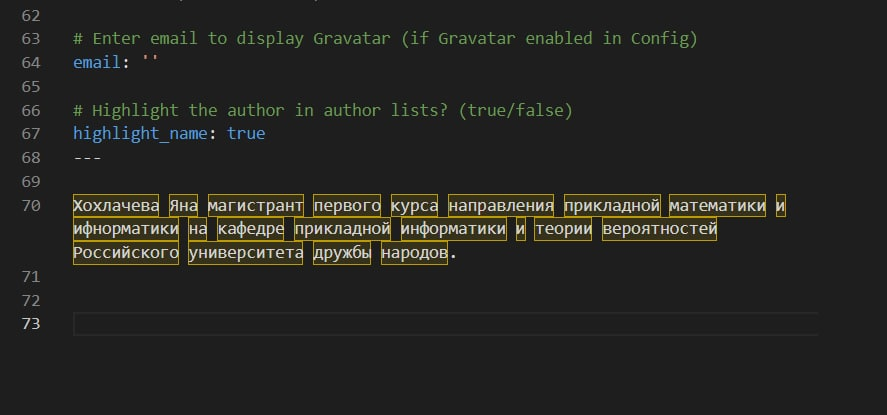 62
63 # Enter email to display Gravatar (if Gravatar enabled in Config)
64 email: ''
65
66 # Highlight the author in author lists? (true/false)
67 highlight_name: true
68 ---
69
70 Хохлачева Яна магистрант первого курса направления прикладной математики и
ифнорматики на кафедре прикладной информатики и теории вероятностей
Российского университета дружбы народов.
71
72
73